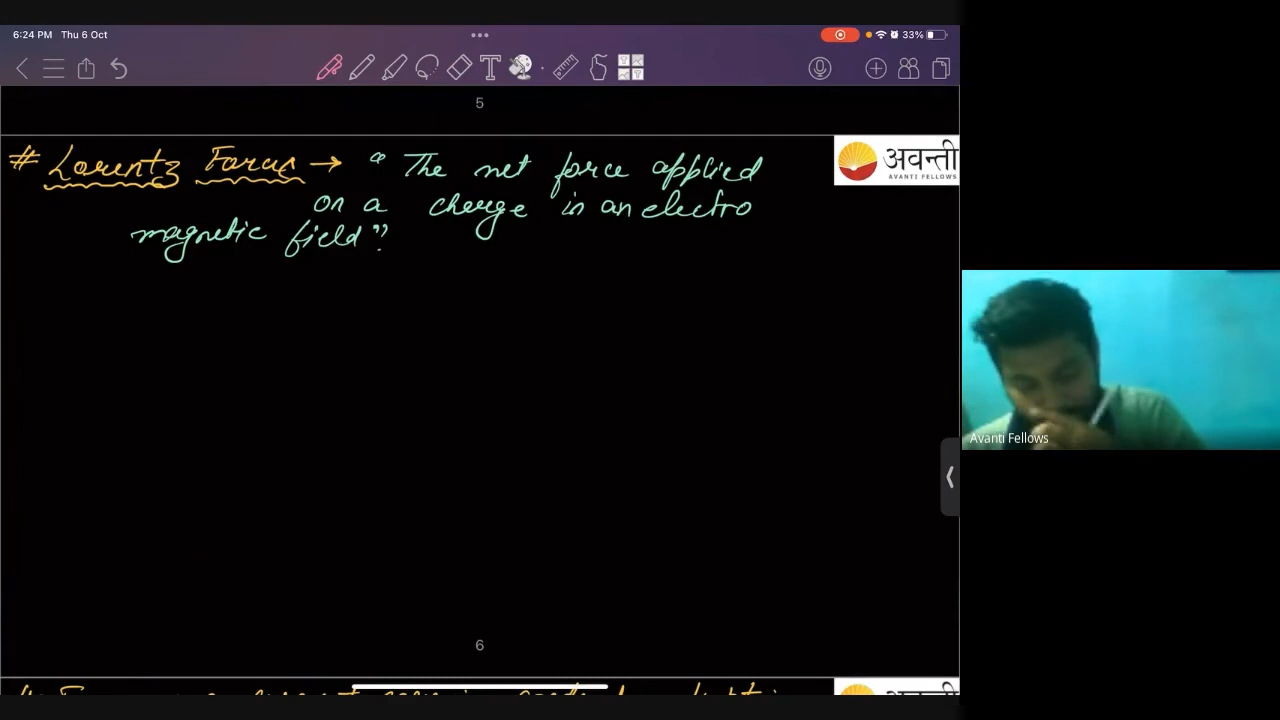 6:24 PM Thu 6 Oct
33%
5
# Lorentz Force → " The net force applied
on a charge in an electro
magnetic field"
अवन्ती
AVANTI FELLOWS
Avanti Fellows
6